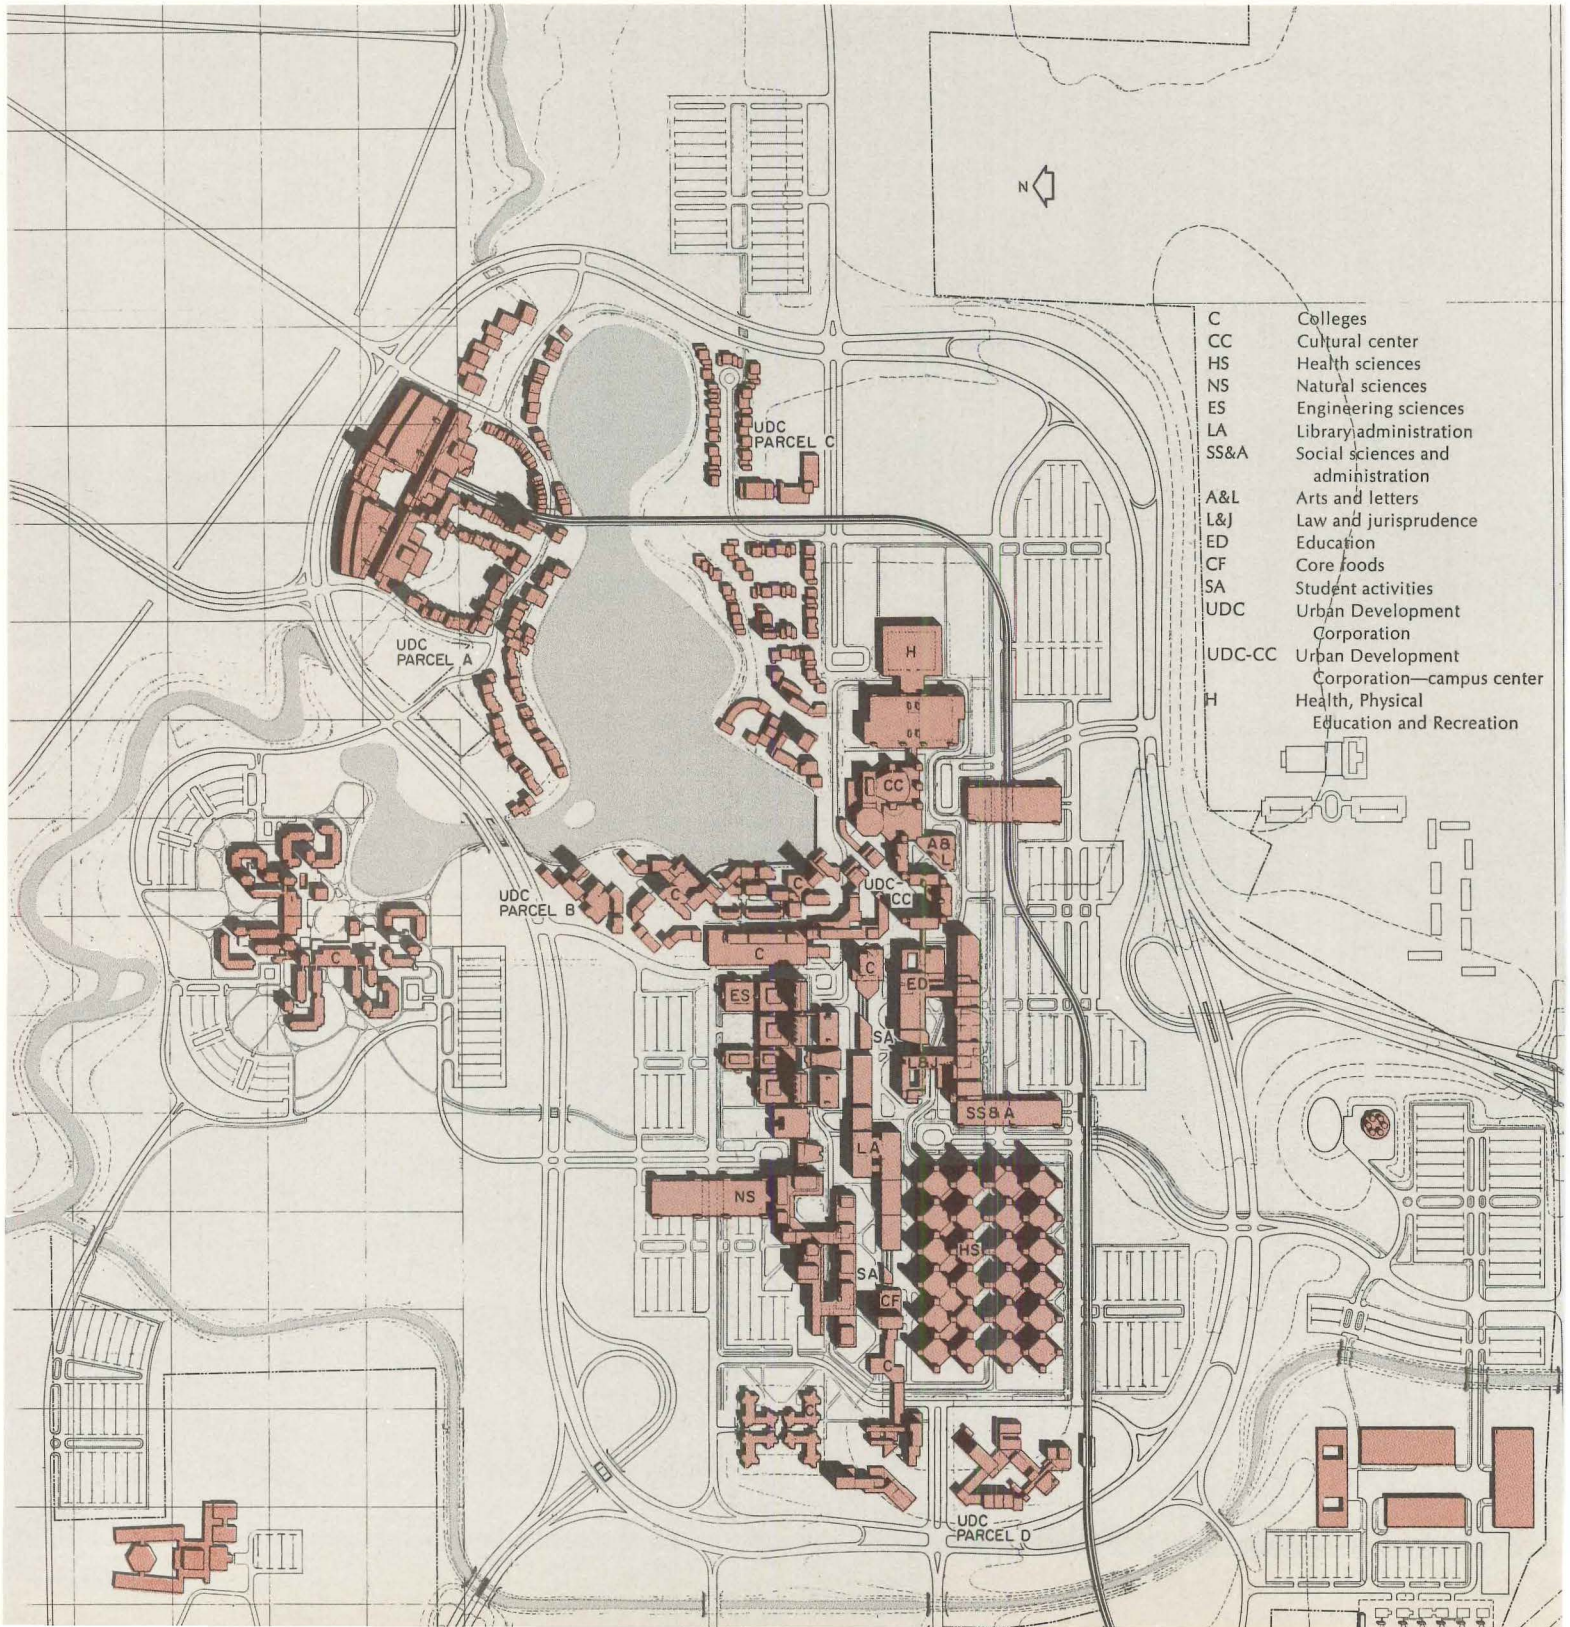 N
C Colleges
CC Cultural center
HS Health sciences
NS Natural sciences
ES Engineering sciences
LA Library administration
SS&A Social sciences and
administration
A&L Arts and letters
L&J Law and jurisprudence
ED Education
CF Core foods
SA Student activities
UDC Urban Development
Corporation
UDC-CC Urban Development
Corporation—campus center
H Health, Physical
Education and Recreation
UDC
PARCEL C
UDC
PARCEL A
H
CC
A&
L
UDC-
CC
UDC
PARCEL B
C
C
C
C
C
ED
ES
SA
L&J
SS&A
LA
NS
HS
SA
CF
C
C
UDC
PARCEL D